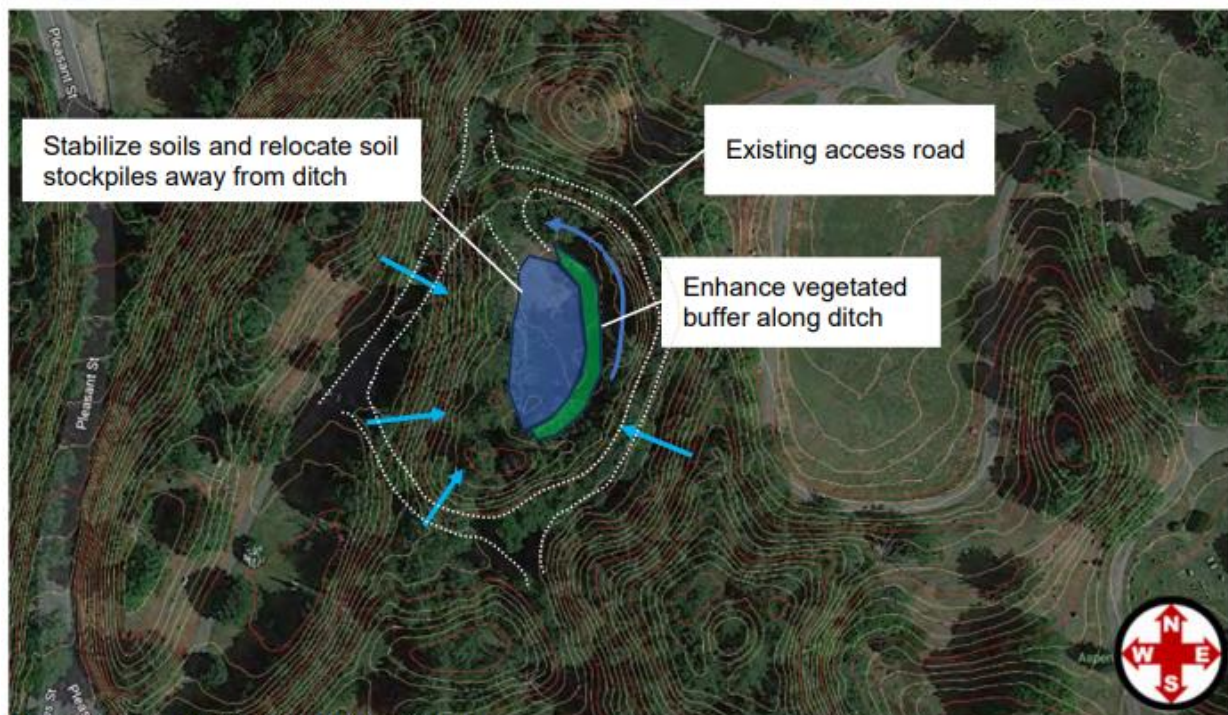 Pleasant St
Stabilize soils and relocate soil
stockpiles away from ditch
Existing access road
Enhance vegetated
buffer along ditch
Pleasant St
N
W E
S
Aspen